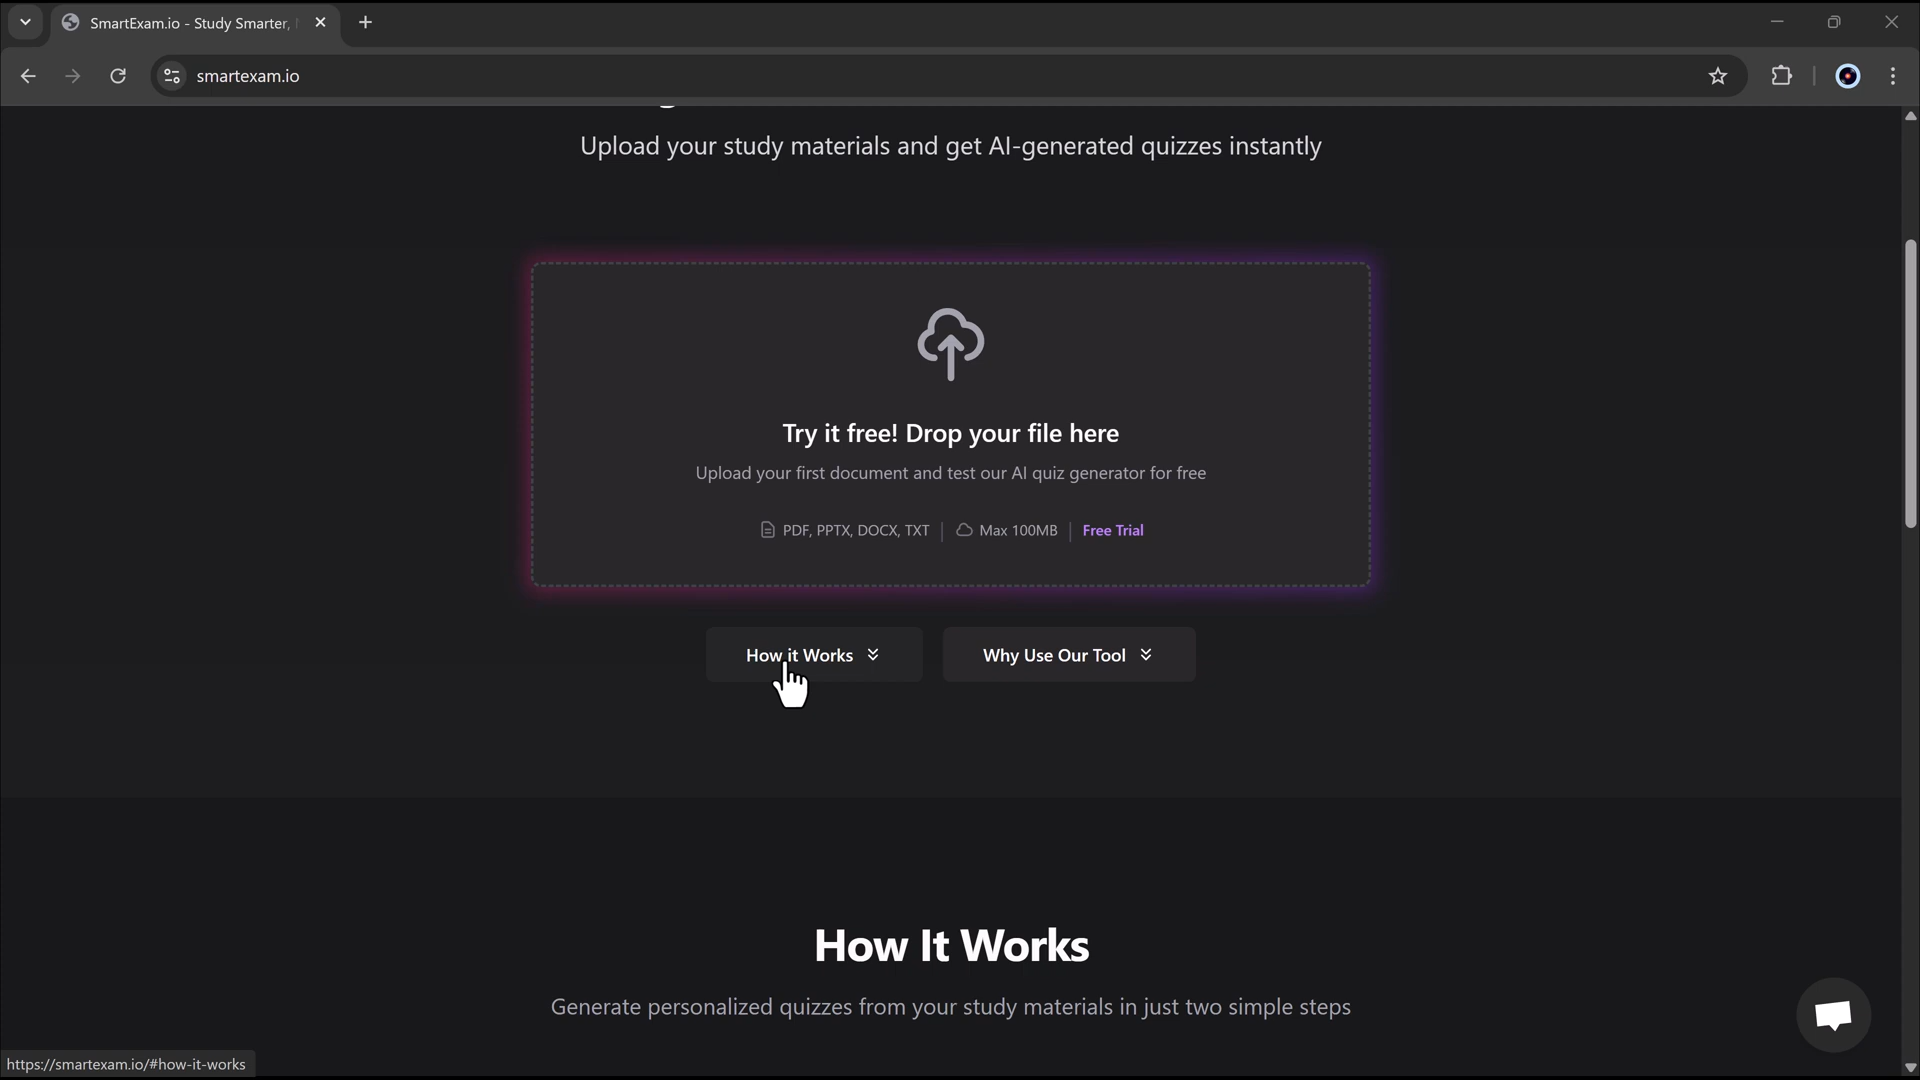 SmartExam.io - Study Smarter,
smartexam.io
Upload your study materials and get AI-generated quizzes instantly
Try it free! Drop your file here
Upload your first document and test our AI quiz generator for free
PDF, PPTX, DOCX, TXT | Max 100MB | Free Trial
How it Works
Why Use Our Tool
How It Works
Generate personalized quizzes from your study materials in just two simple steps
https://smartexam.io/#how-it-works